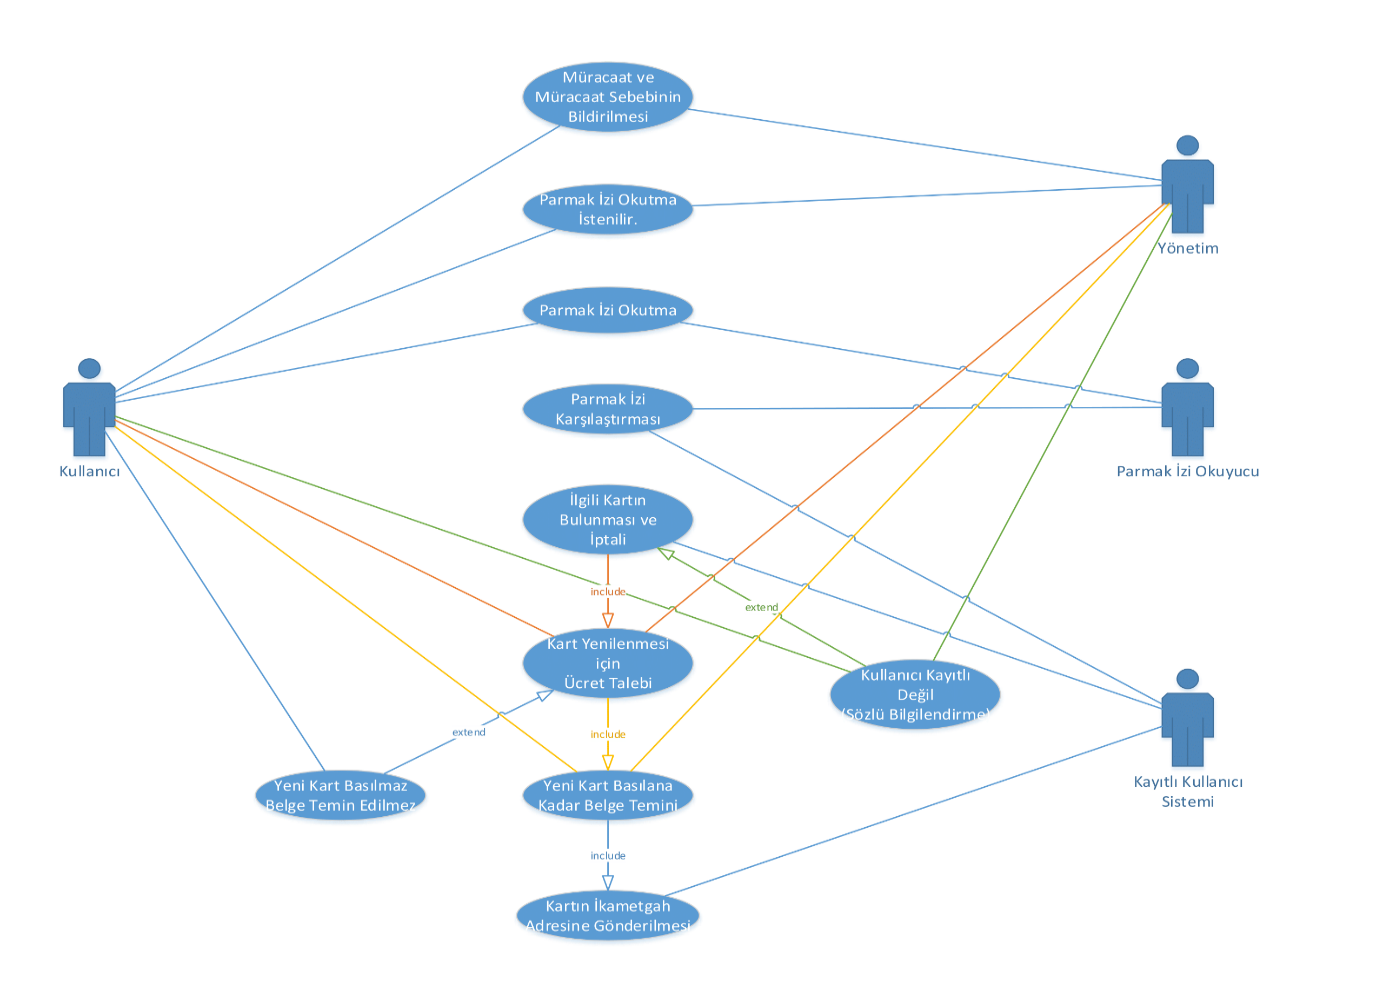 Müracaat ve
Müracaat Sebebinin
Bildirilmesi
Parmak İzi Okutma
İstenilir.
Yönetim
Parmak İzi Okutma
Kullanıcı
Parmak İzi
Karşılaştırması
Parmak İzi Okuyucu
İlgili Kartın
Bulunması ve
İptali
include
extend
Kart Yenilenmesi
için
Ücret Talebi
Kullanıcı Kayıtlı
Değil
(Sözlü Bilgilendirme)
extend
include
Yeni Kart Basılmaz
Belge Temin Edilmez
Yeni Kart Basılana
Kadar Belge Temini
Kayıtlı Kullanıcı
Sistemi
include
Kartın İkametgah
Adresine Gönderilmesi